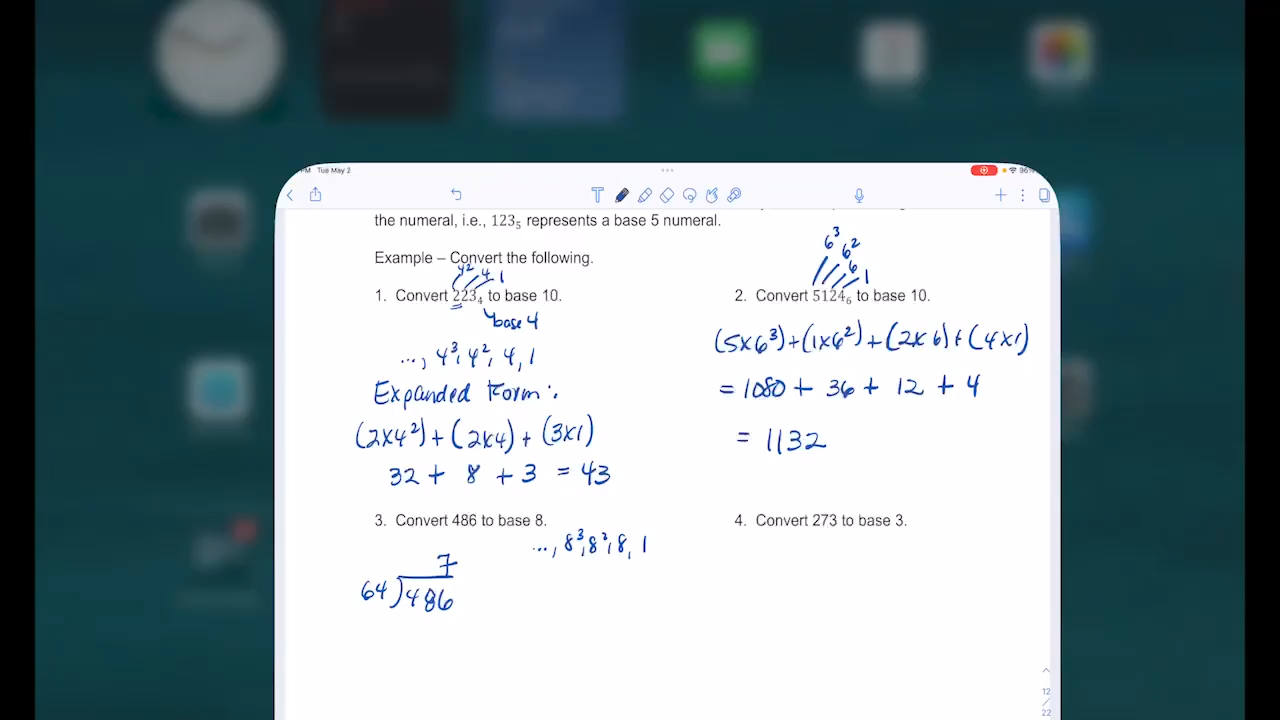 PM Tue May 2
96%
the numeral, i.e., 123₅ represents a base 5 numeral.
Example – Convert the following.
4² 4 1
1. Convert 223₄ to base 10.
base 4
..., 4³, 4², 4, 1
Expanded Form:
(2x4²) + (2x4) + (3x1)
32 + 8 + 3 = 43
6³ 6² 6 1
2. Convert 5124₆ to base 10.
(5x6³) + (1x6²) + (2x6) + (4x1)
= 1080 + 36 + 12 + 4
= 1132
3. Convert 486 to base 8.
..., 8³, 8², 8, 1
7
64)486
4. Convert 273 to base 3.
12
/
22